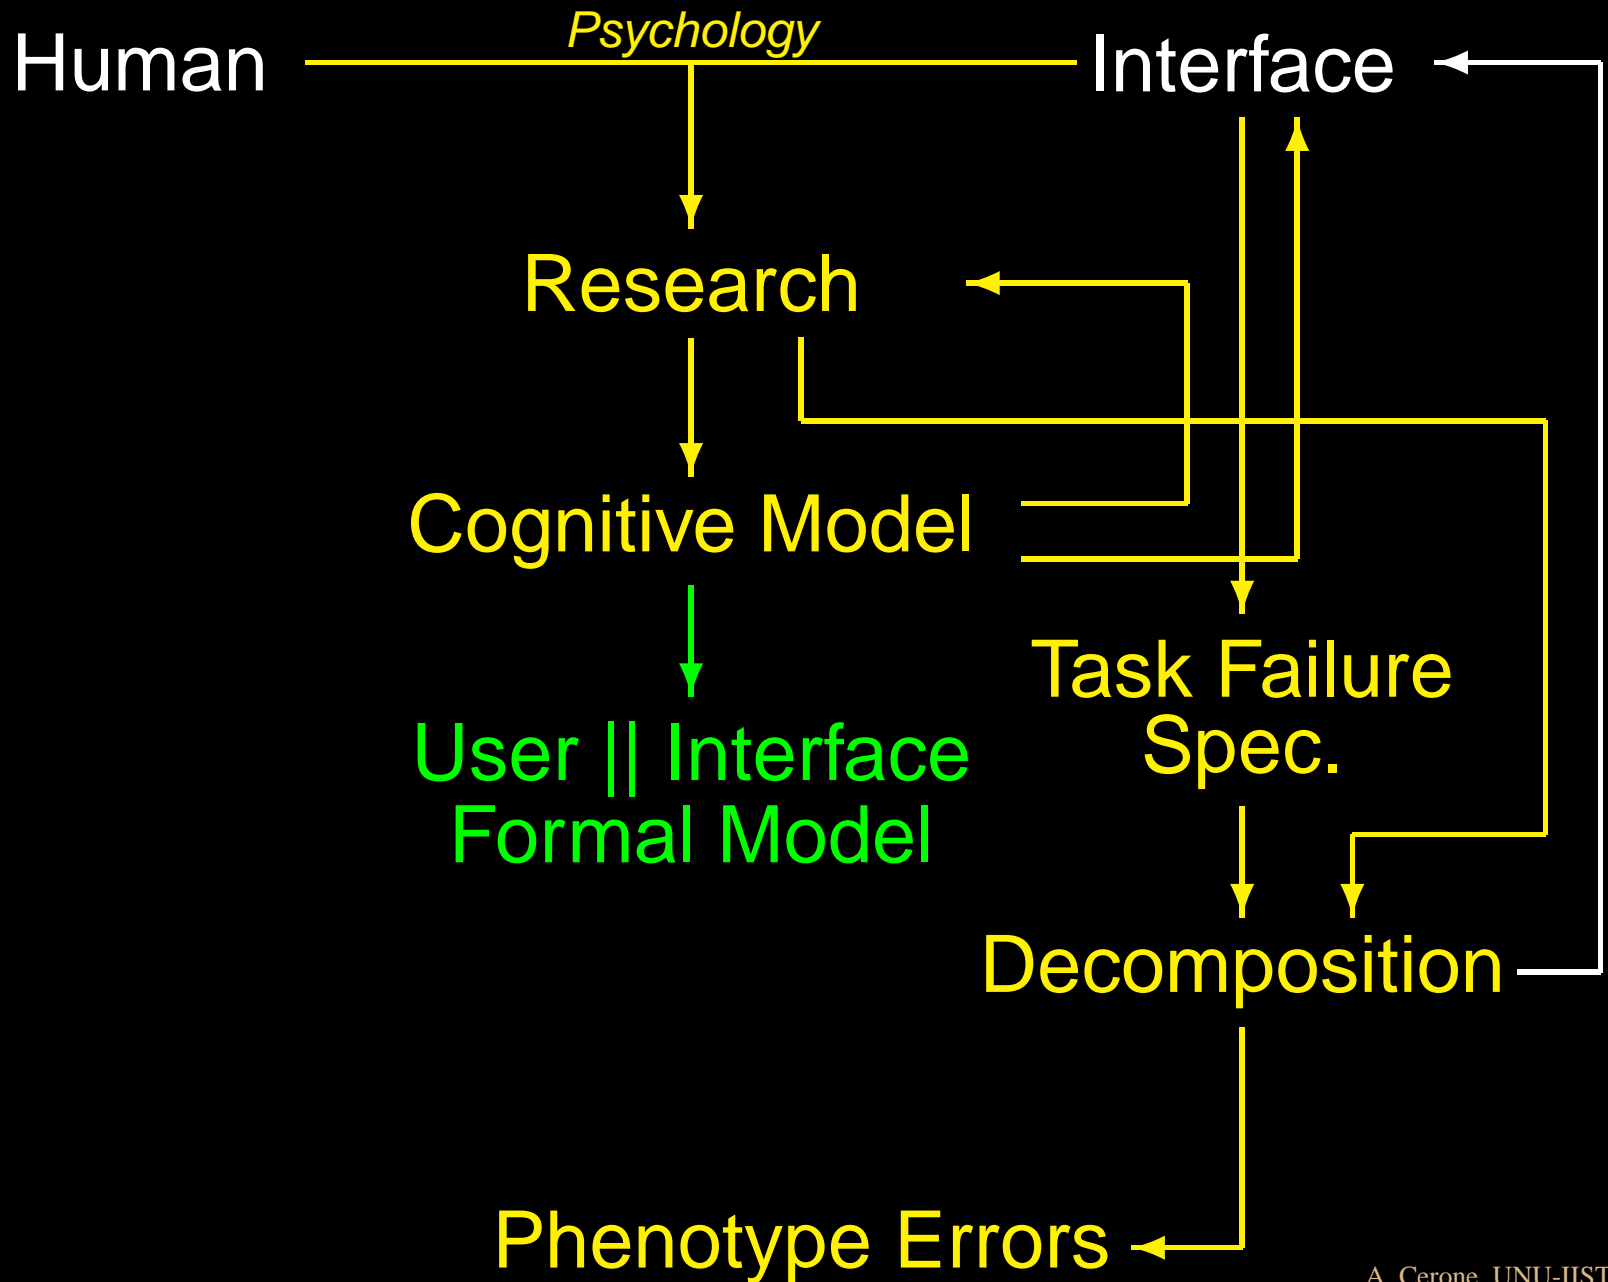 Psychology
Human
Interface
Research
Cognitive Model
Task Failure
Spec.
User || Interface
Formal Model
Decomposition
Phenotype Errors
A. Cerone, UNU-IIST